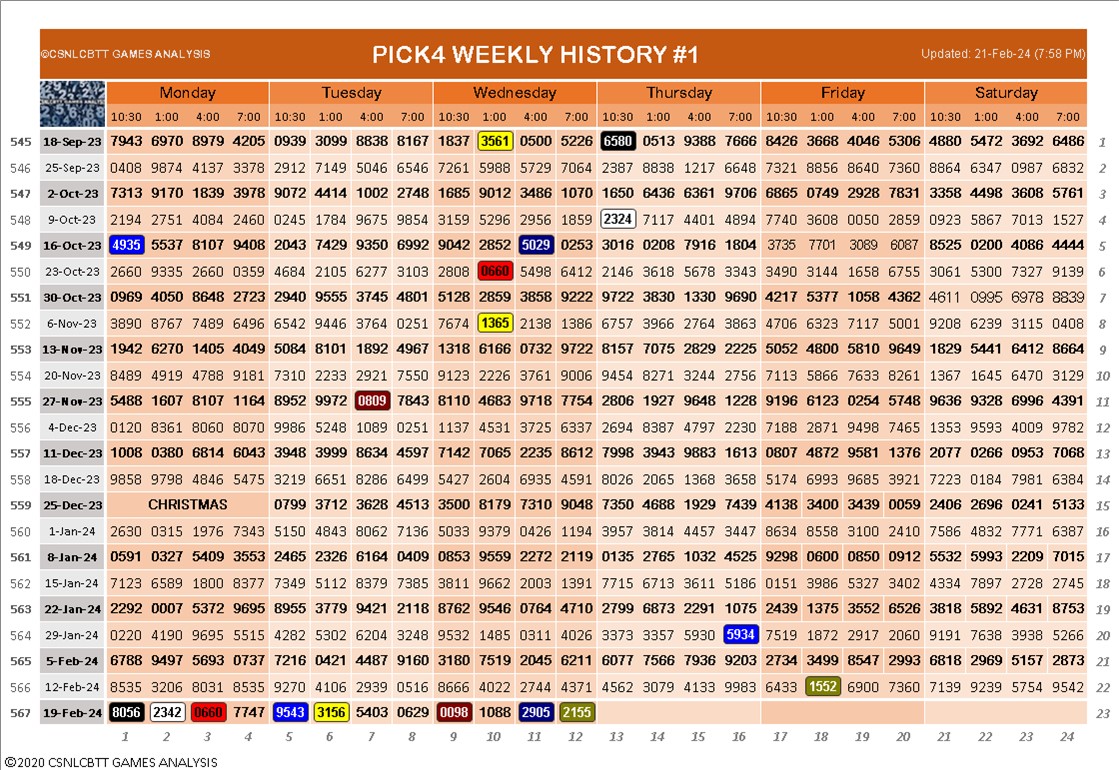 ©CSNLCBTT GAMES ANALYSIS PICK4 WEEKLY HISTORY #1 Updated: 21-Feb-24 (7:58 PM)
Monday Tuesday Wednesday Thursday Friday Saturday
10:30 1:00 4:00 7:00 10:30 1:00 4:00 8:00 10:30 1:00 4:00 7:00 10:30 1:00 4:00 7:00 10:30 1:00 4:00 7:00 10:30 1:00 4:00 7:00
545 18-Sep-23 7943 6970 8979 4205 0939 3099 8838 8167 1837 3561 0500 5226 6580 0513 9388 7666 8426 3668 4046 5306 4880 5472 3692 6486 1
546 25-Sep-23 0408 9874 4137 3378 2912 7149 5046 6546 7261 5988 5729 7064 2387 8838 1217 6648 7321 8856 8640 7360 8864 6347 0987 6832 2
547 2-Oct-23 7313 9170 1839 3978 9072 4414 1002 2748 1685 9012 3486 1070 1650 6436 6361 9706 6865 0749 2928 7831 3358 4498 3608 5761 3
548 9-Oct-23 2194 2751 4084 2460 0245 1784 9675 9854 3159 5296 2956 1859 2324 7117 4401 4894 7740 3608 0050 2859 0923 5867 7013 1527 4
549 16-Oct-23 4935 5537 8107 9408 2043 7429 9350 6992 9042 2852 5029 0253 3016 0208 7916 1804 3735 7701 3089 6087 8525 0200 4086 4444 5
550 23-Oct-23 2660 9335 2660 0359 4684 2105 6277 3103 2808 0660 5498 6412 2146 3618 5678 3343 3490 3144 1658 6755 3061 5300 7327 9139 6
551 30-Oct-23 0969 4050 8648 2723 2940 9555 3745 4801 5128 2859 3858 9222 9722 3830 1330 9690 4217 5377 1058 4362 4611 0995 6978 8839 7
552 6-Nov-23 3890 8767 7489 6496 6542 9446 3764 0251 7674 1365 2138 1386 6757 3966 2764 3863 4706 6323 7117 5001 9208 6239 3115 0408 8
553 13-Nov-23 1942 6270 1405 4049 5084 8101 1892 4967 1318 6166 0732 9722 8157 7075 2829 2225 5052 4800 5810 9649 1829 5441 6412 8664 9
554 20-Nov-23 8489 4919 4788 9181 7310 2233 2921 7550 9123 2226 3761 9006 9454 8271 3244 2756 7113 5866 7633 8261 1367 1645 6470 3129 10
555 27-Nov-23 5488 1607 8107 1164 8952 9972 0809 7843 8110 4683 9718 7754 2806 1927 9648 1228 9196 6123 0254 5748 9636 9328 6996 4391 11
556 4-Dec-23 0120 8361 8060 8070 9986 5248 1089 0251 1137 4531 3725 6337 2694 8387 4797 2230 7188 2871 9498 7465 1353 9593 4009 9782 12
557 11-Dec-23 1008 0380 6814 6043 3948 3999 8634 4597 7142 7065 2235 8612 7998 3943 9883 1613 0807 4872 9581 1376 2077 0266 0953 7068 13
558 18-Dec-23 9858 9798 4846 5475 3219 6651 8286 6499 5427 2604 6935 4591 8026 2065 1368 3658 5174 6993 9685 3921 7223 0184 7981 6384 14
559 25-Dec-23 CHRISTMAS 0799 3712 3628 4513 3500 8179 7310 9048 7350 4688 1929 7439 4138 3400 3439 0059 2406 2696 0241 5133 15
560 1-Jan-24 2630 0315 1976 7343 5150 4843 8062 7136 5033 9379 0426 1194 3957 3814 4455 3447 8634 8558 3100 2410 7586 4832 7771 6387 16
561 8-Jan-24 0591 0327 5409 3553 2465 2326 6164 0409 0853 9559 2272 2119 0135 2765 1032 4525 9298 0600 0850 0912 5532 5993 2209 7015 17
562 15-Jan-24 7123 6589 1800 8377 7349 5112 8379 7385 3811 9662 2003 1391 7715 6713 3611 5186 0151 3986 5327 3402 4334 7897 2728 2745 18
563 22-Jan-24 2292 0007 5372 9695 8955 3779 9421 2118 8762 9546 0764 4710 2799 6873 2291 1075 2439 1375 3552 6526 3818 5892 4631 8753 19
564 29-Jan-24 0220 4190 9695 5515 4282 5302 6204 3248 9532 1485 0311 4026 3373 3357 5930 5934 7519 1872 2917 2060 9191 7638 3938 5266 20
565 5-Feb-24 6788 9497 5693 0737 7216 0421 4487 9160 3180 7519 2045 6211 6077 7566 7936 9203 2734 3499 8547 2993 6818 2969 5157 2873 21
566 12-Feb-24 8535 3206 8031 8535 9270 4106 2939 0516 8666 4022 2744 4371 4562 3079 4133 9983 6433 1552 6900 7360 7139 9239 5754 9542 22
567 19-Feb-24 8056 2342 0660 7747 9543 3156 5403 0629 0098 1088 2905 2155 23
1 2 3 4 5 6 7 8 9 10 11 12 13 14 15 16 17 18 19 20 21 22 23 24
©2020 CSNLCBTT GAMES ANALYSIS